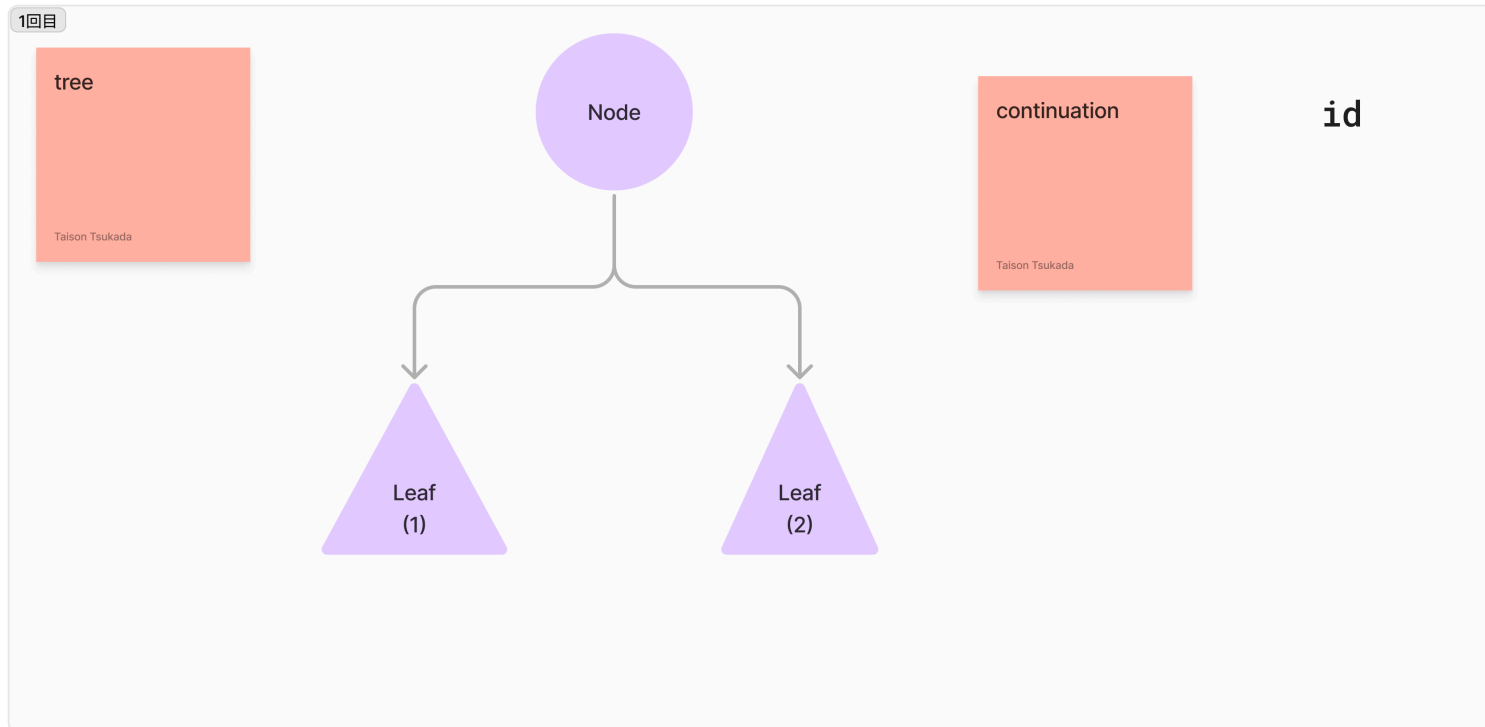 1回目
tree
Taison Tsukada
Node
Leaf
(1)
Leaf
(2)
continuation
Taison Tsukada
id